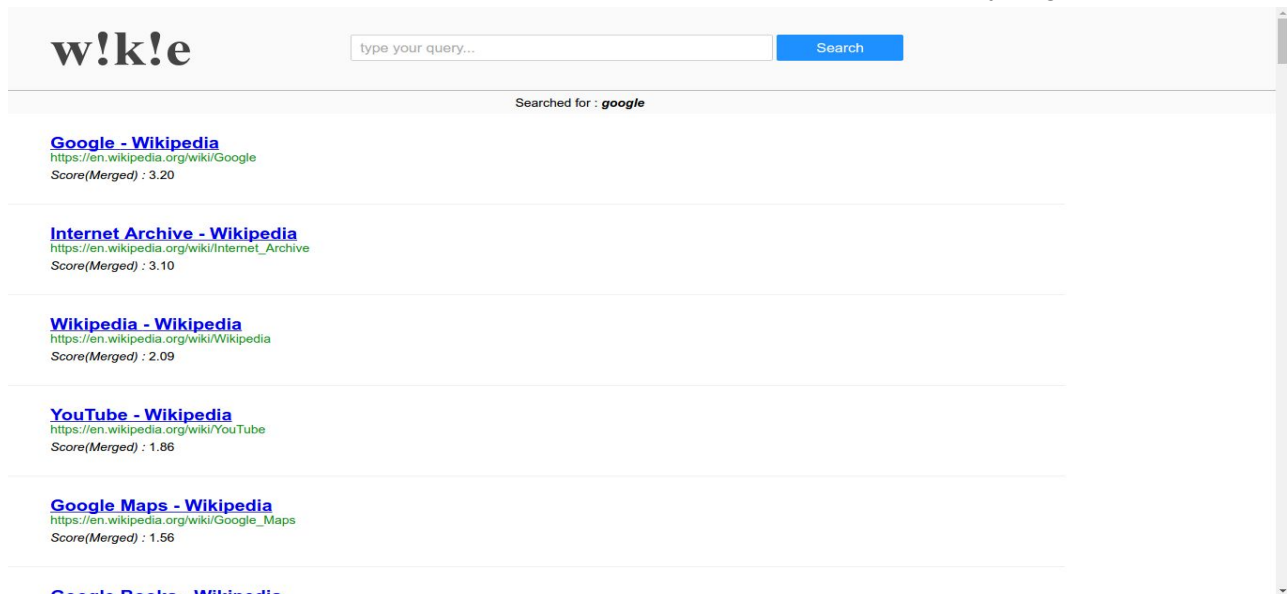 w!k!e
type your query...
Search
Searched for : google
Google - Wikipedia
https://en.wikipedia.org/wiki/Google
Score(Merged) : 3.20
Internet Archive - Wikipedia
https://en.wikipedia.org/wiki/Internet_Archive
Score(Merged) : 3.10
Wikipedia - Wikipedia
https://en.wikipedia.org/wiki/Wikipedia
Score(Merged) : 2.09
YouTube - Wikipedia
https://en.wikipedia.org/wiki/YouTube
Score(Merged) : 1.86
Google Maps - Wikipedia
https://en.wikipedia.org/wiki/Google_Maps
Score(Merged) : 1.56
Google Books - Wikipedia